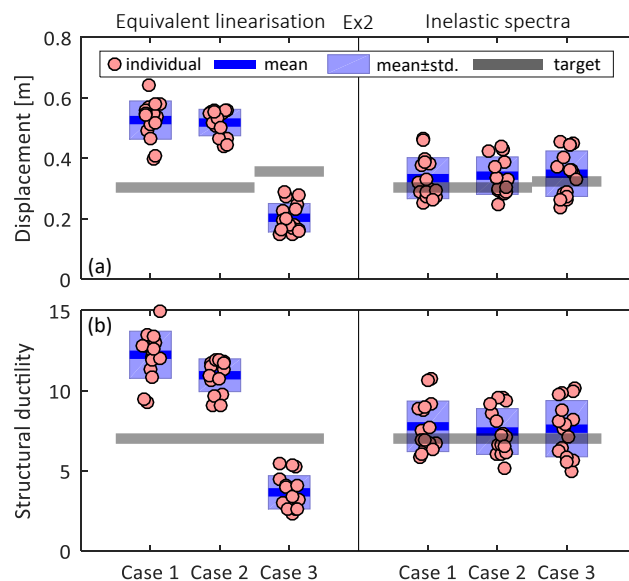 Equivalent linearisation Ex2 Inelastic spectra
0.8
individual mean mean±std. target
0.6
0.4
0.2
0
Displacement [m]
(a)
15
(b)
10
5
0
Structural ductility
Case 1 Case 2 Case 3 Case 1 Case 2 Case 3